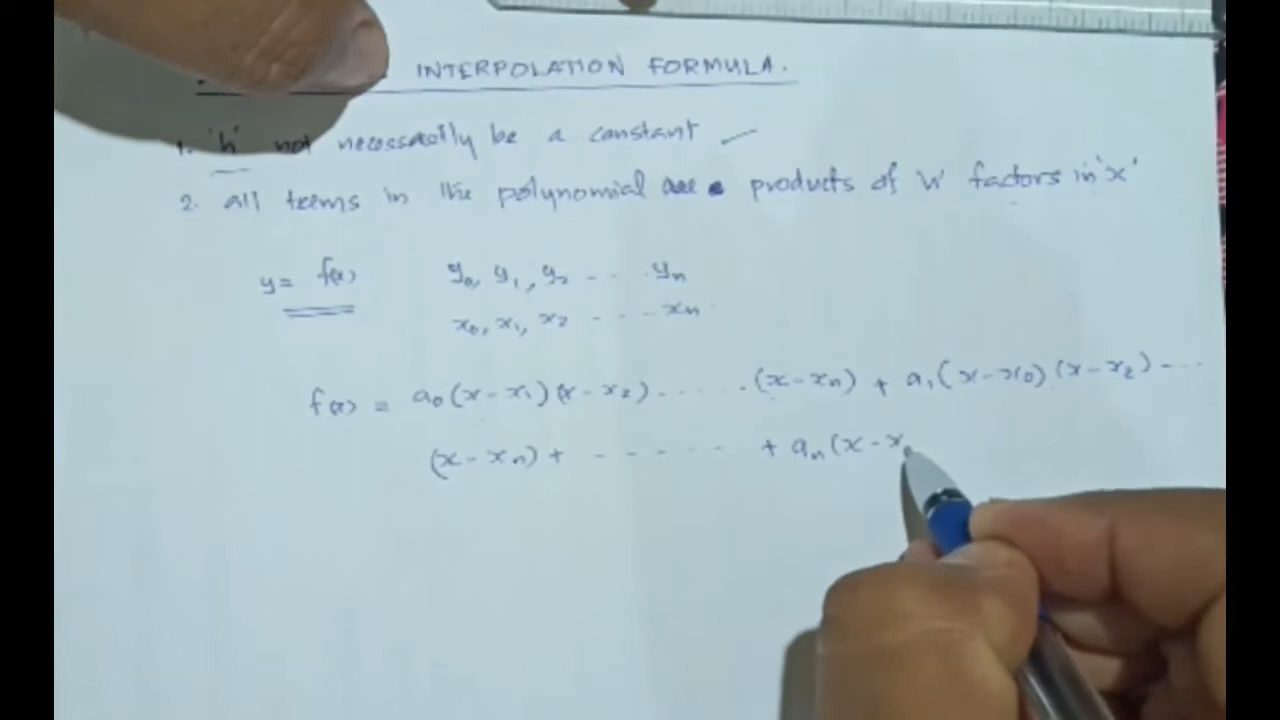 INTERPOLATION FORMULA.
1. 'h' not necessarily be a constant
2. all terms in the polynomial are products of 'n' factors in 'x'
y = f(x) y₀, y₁, y₂ - - . . . yₙ
x₀, x₁, x₂ - - - - - xₙ
f(x) = a₀(x-x₁)(x-x₂) . . . . . . (x-xₙ) + a₁(x-x₀)(x-x₂) - ...
(x-xₙ) + - - - - - - + aₙ(x-x